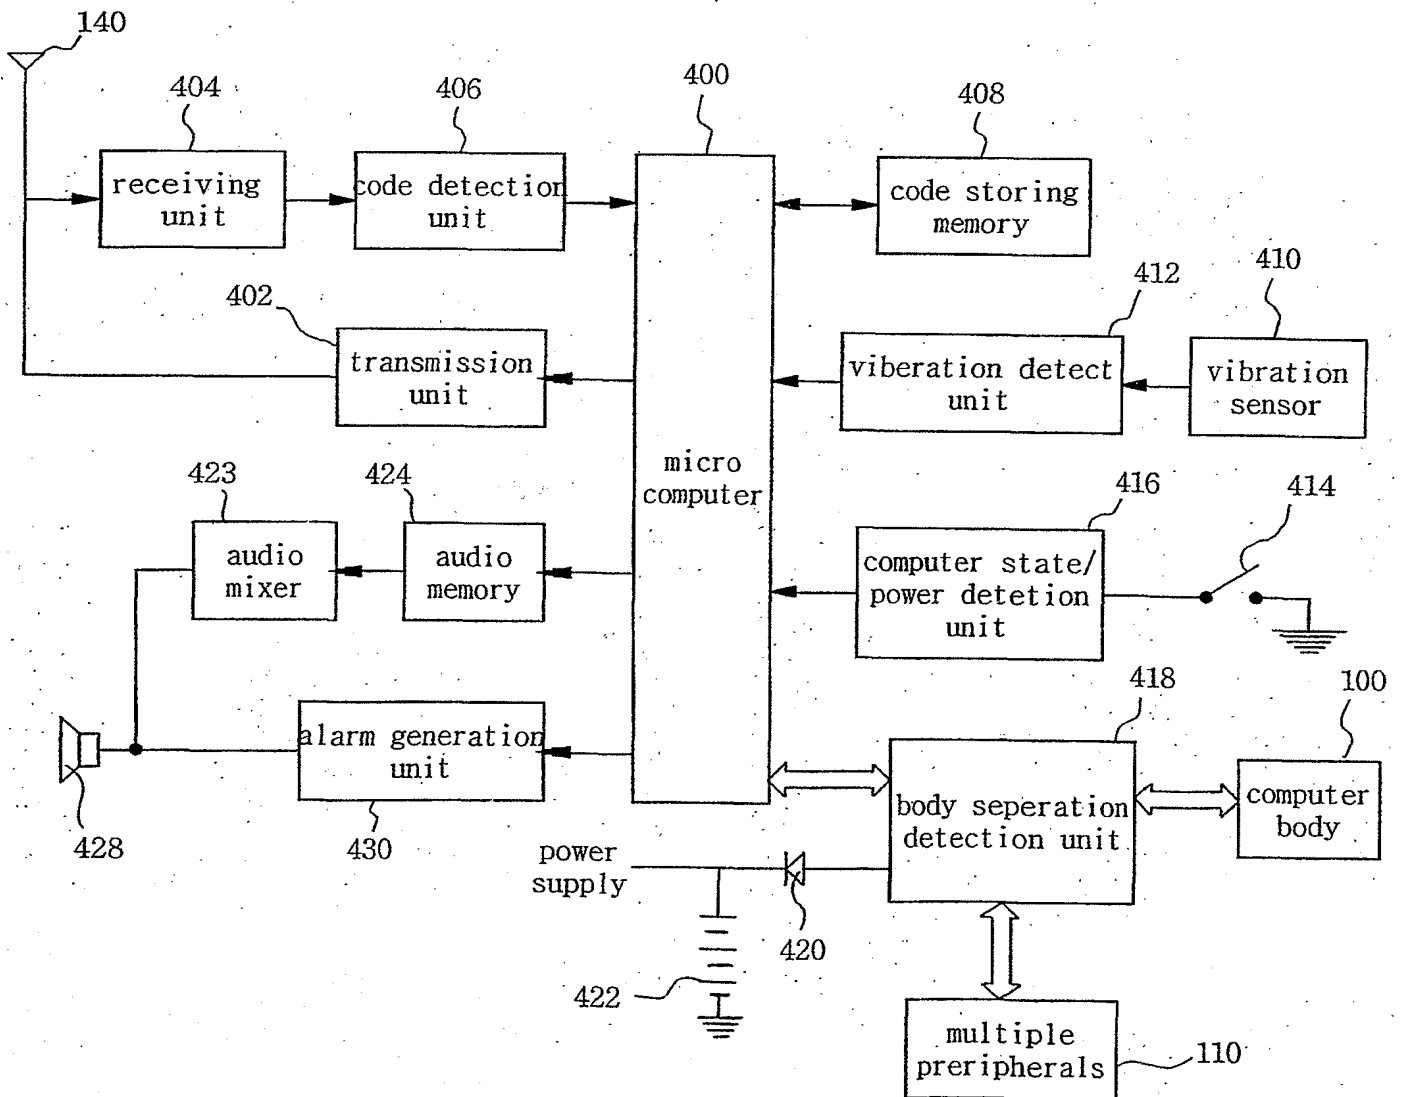 140
404
406
400
408
receiving
unit
code detection
unit
code storing
memory
402
412
410
transmission
unit
viberation detect
unit
vibration
sensor
micro
computer
423
424
416
414
audio
mixer
audio
memory
computer state/
power detetion
unit
418
100
alarm generation
unit
428
430
body seperation
detection unit
computer
body
power
supply
420
422
multiple
preripherals
110